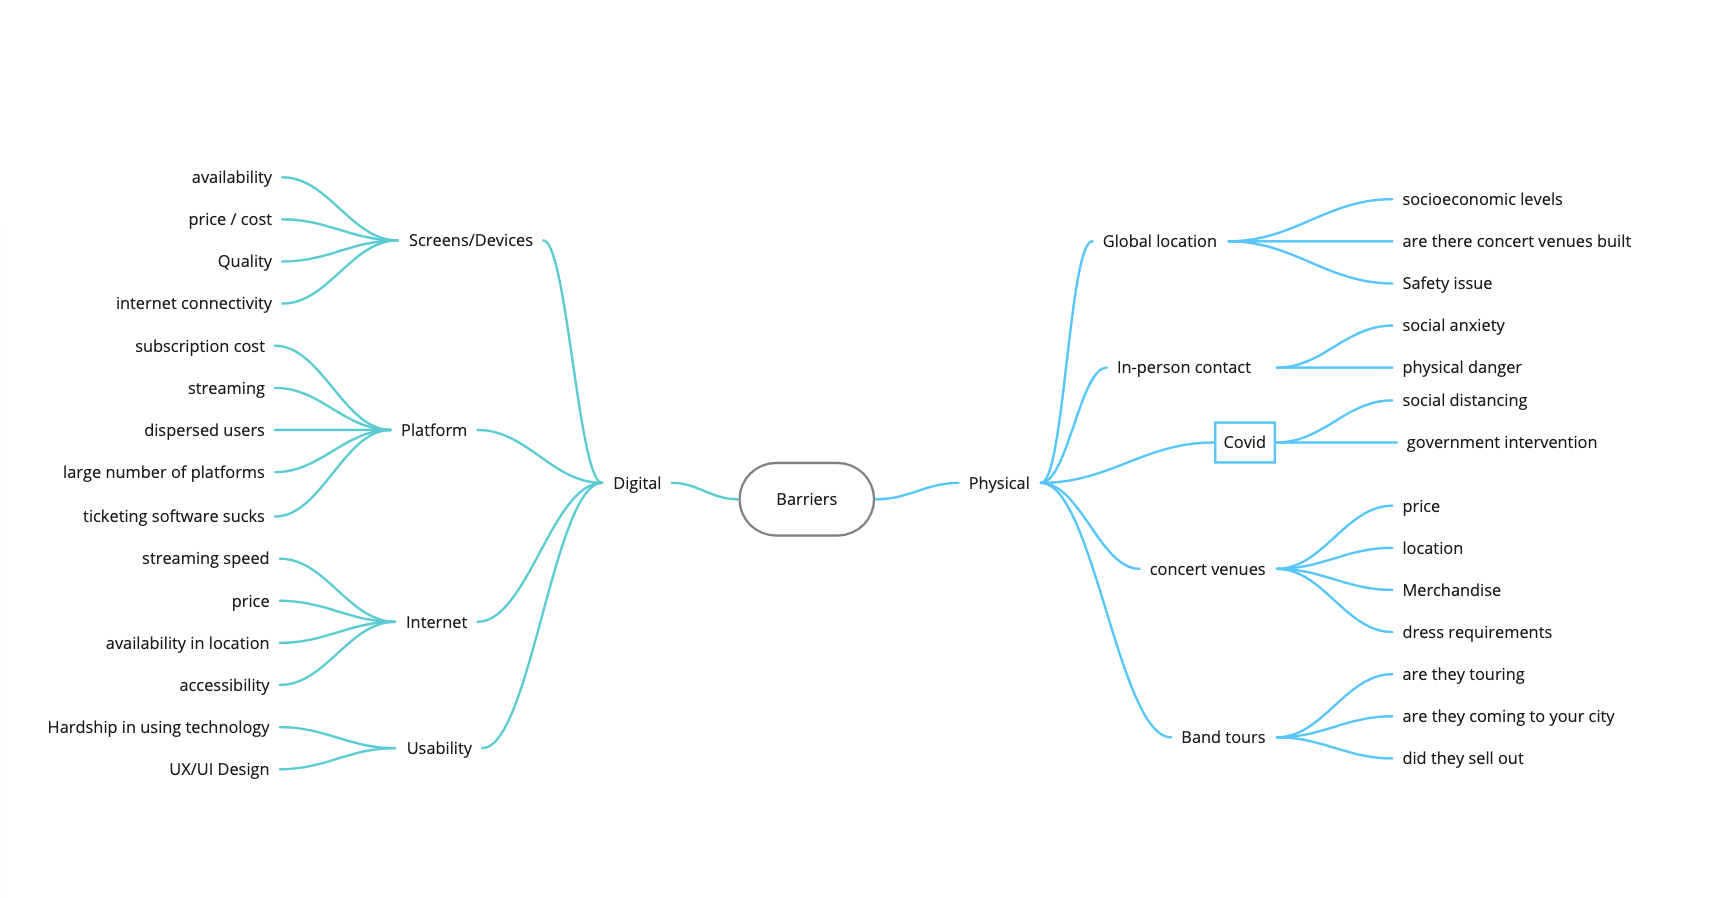 Barriers
Digital
Screens/Devices
availability
price / cost
Quality
internet connectivity
Platform
subscription cost
streaming
dispersed users
large number of platforms
ticketing software sucks
Internet
streaming speed
price
availability in location
accessibility
Usability
Hardship in using technology
UX/UI Design
Physical
Global location
socioeconomic levels
are there concert venues built
Safety issue
In-person contact
social anxiety
physical danger
Covid
social distancing
government intervention
concert venues
price
location
Merchandise
dress requirements
Band tours
are they touring
are they coming to your city
did they sell out